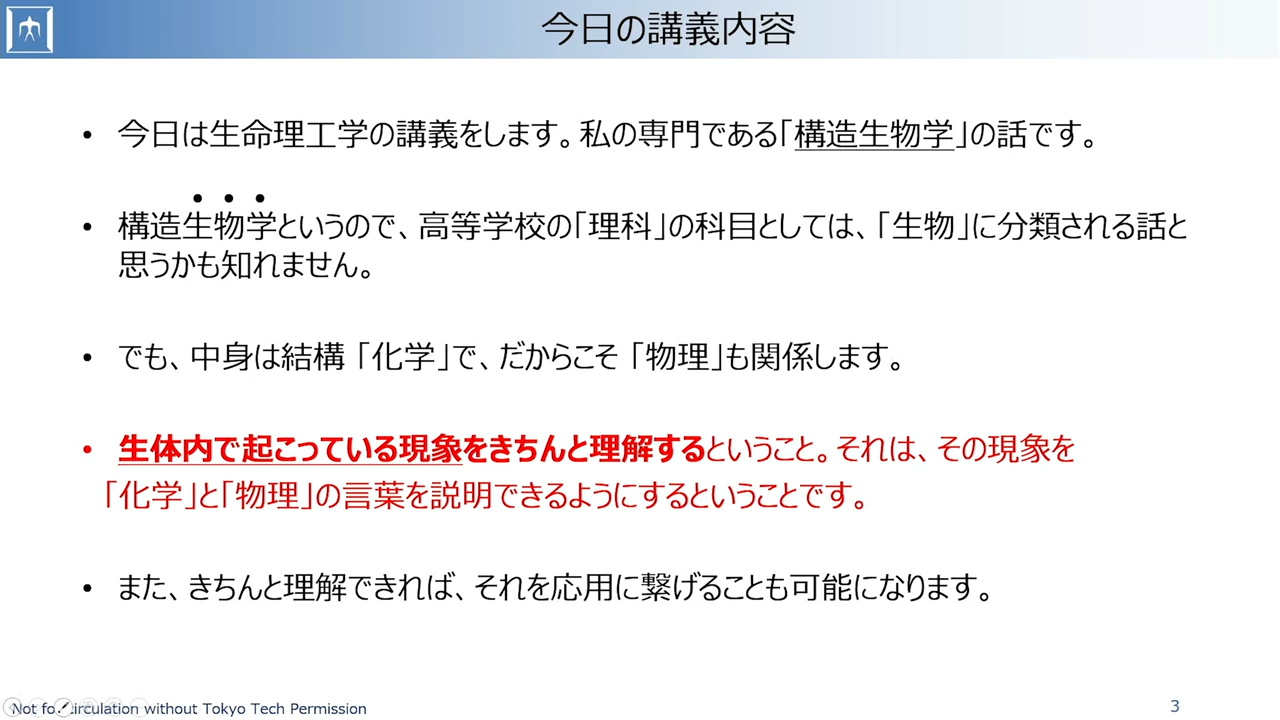 今日の講義内容
• 今日は生命理工学の講義をします。私の専門である「構造生物学」の話です。
• 構造生物学というので、高等学校の「理科」の科目としては、「生物」に分類される話と
思うかも知れません。
• でも、中身は結構「化学」で、だからこそ「物理」も関係します。
• 生体内で起こっている現象をきちんと理解するということ。それは、その現象を
「化学」と「物理」の言葉を説明できるようにするということです。
• また、きちんと理解できれば、それを応用に繋げることも可能になります。
Not for Circulation without Tokyo Tech Permission
3